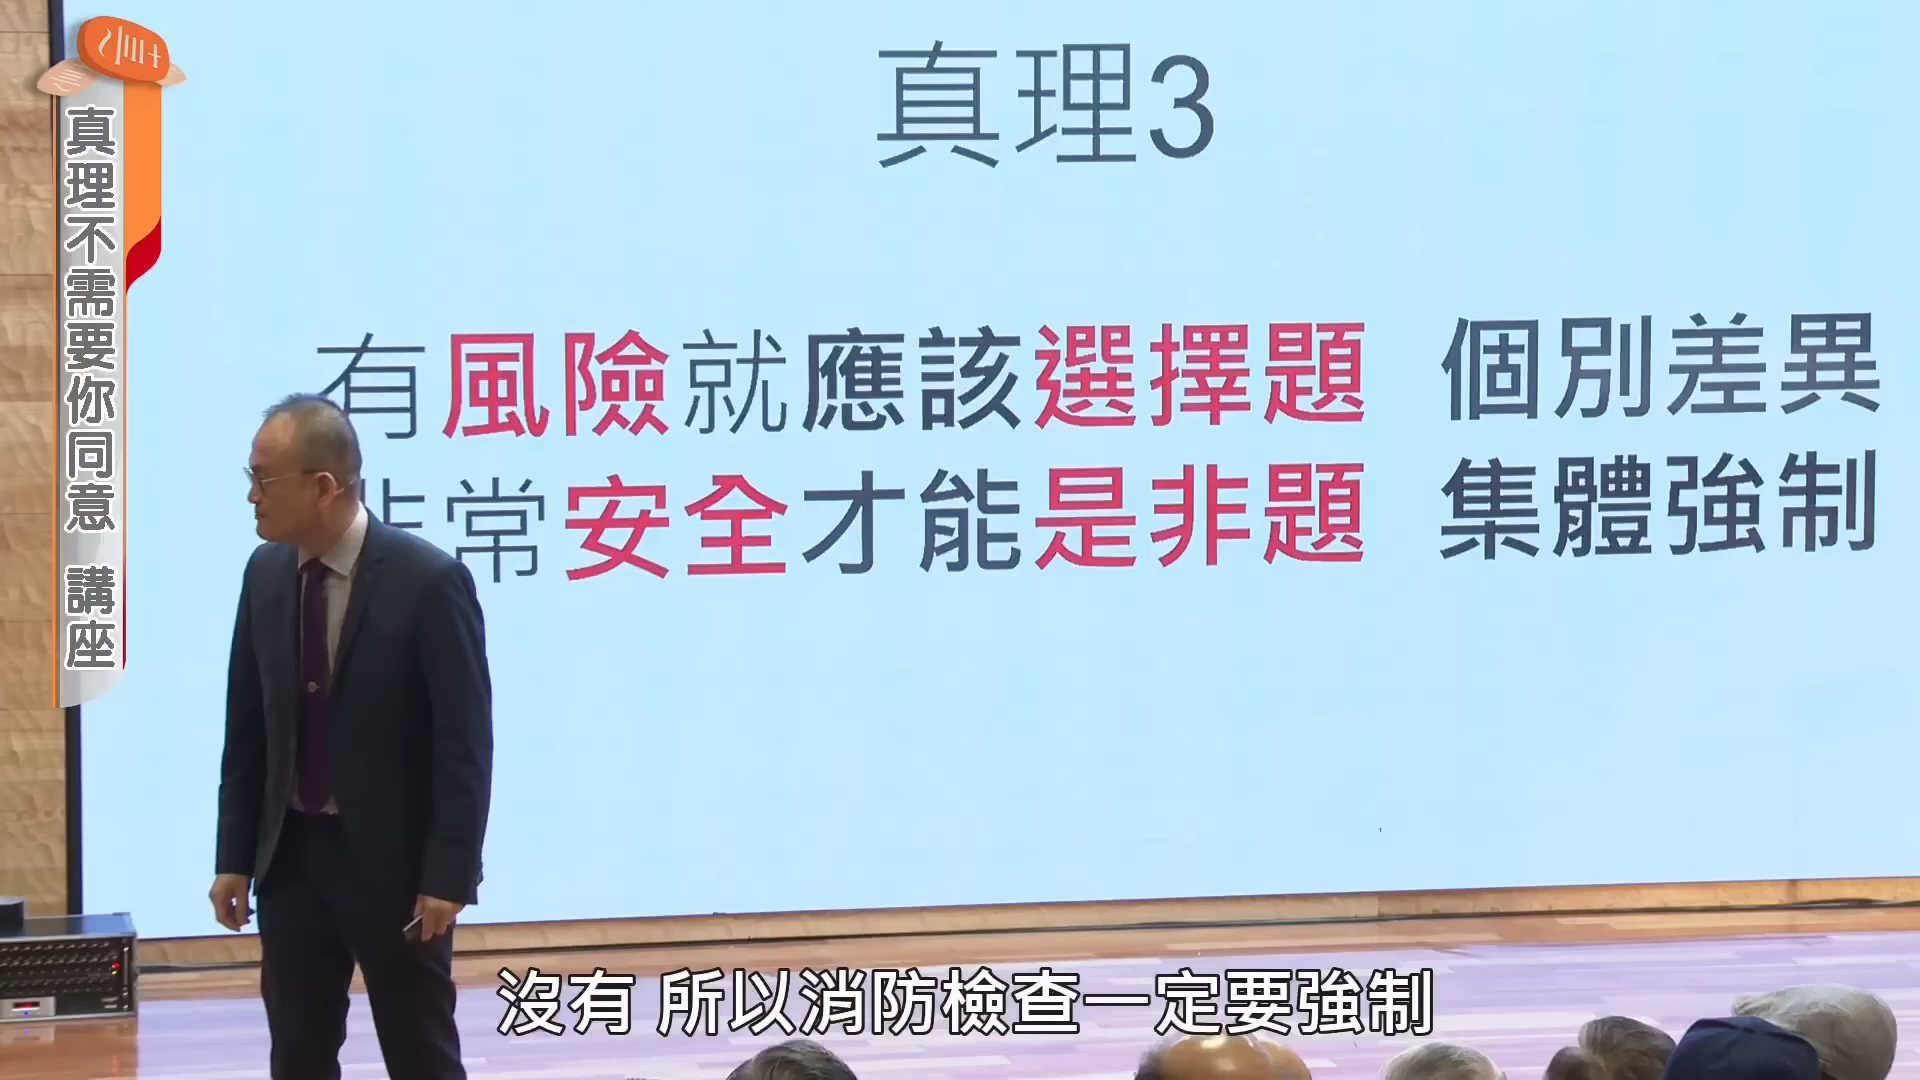 真理不需要你同意 講座
真理3
有風險就應該選擇題 個別差異
非常安全才能是非題 集體強制
沒有 所以消防檢查一定要強制